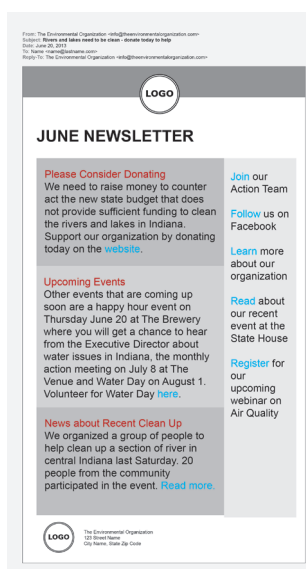 From: The Environmental Organization <info@theenvironmentalorganization.com>
Subject: Rivers and lakes need to be clean - donate today to help
Date: June 20, 2013
To: Name <name@lastname.com>
Reply-To: The Environmental Organization <info@theenvironmentalorganization.com>
LOGO
JUNE NEWSLETTER
Please Consider Donating
We need to raise money to counter
act the new state budget that does
not provide sufficient funding to clean
the rivers and lakes in Indiana.
Support our organization by donating
today on the website.
Upcoming Events
Other events that are coming up
soon are a happy hour event on
Thursday June 20 at The Brewery
where you will get a chance to hear
from the Executive Director about
water issues in Indiana, the monthly
action meeting on July 8 at The
Venue and Water Day on August 1.
Volunteer for Water Day here.
News about Recent Clean Up
We organized a group of people to
help clean up a section of river in
central Indiana last Saturday. 20
people from the community
participated in the event. Read more.
Join our
Action Team
Follow us on
Facebook
Learn more
about our
organization
Read about
our recent
event at the
State House
Register for
our
upcoming
webinar on
Air Quality
LOGO
The Environmental Organization
123 Street Name
City Name, State Zip Code